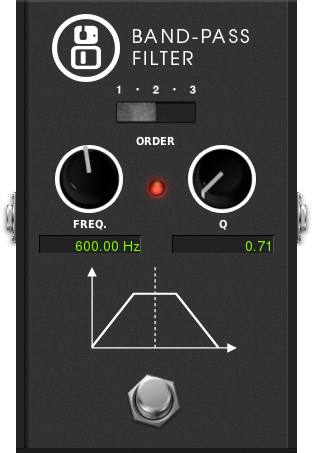 BAND-PASS
FILTER
1 · 2 · 3
ORDER
FREQ.
Q
600.00 Hz
0.71